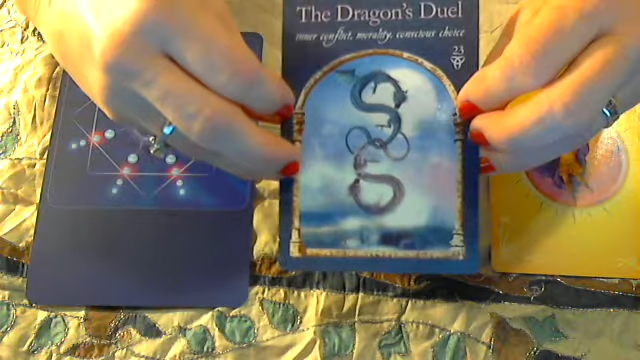 The Dragon's Duel
inner conflict, morality, conscious choice
23